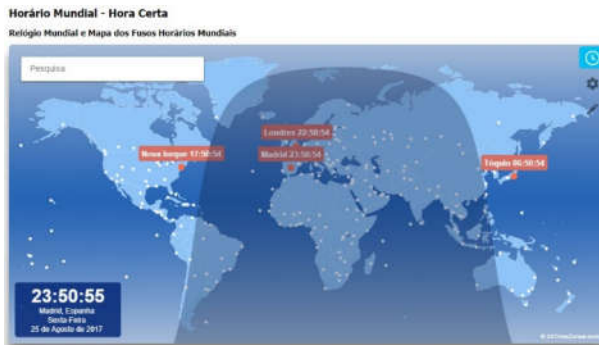 Horário Mundial - Hora Certa
Relógio Mundial e Mapa dos Fusos Horários Mundiais
Pesquisa
Londres 22:50:54
Nova Iorque 17:50:54
Madrid 23:50:54
Tóquio 06:50:54
23:50:55
Madrid, Espanha
Sexta-Feira
25 de Agosto de 2017